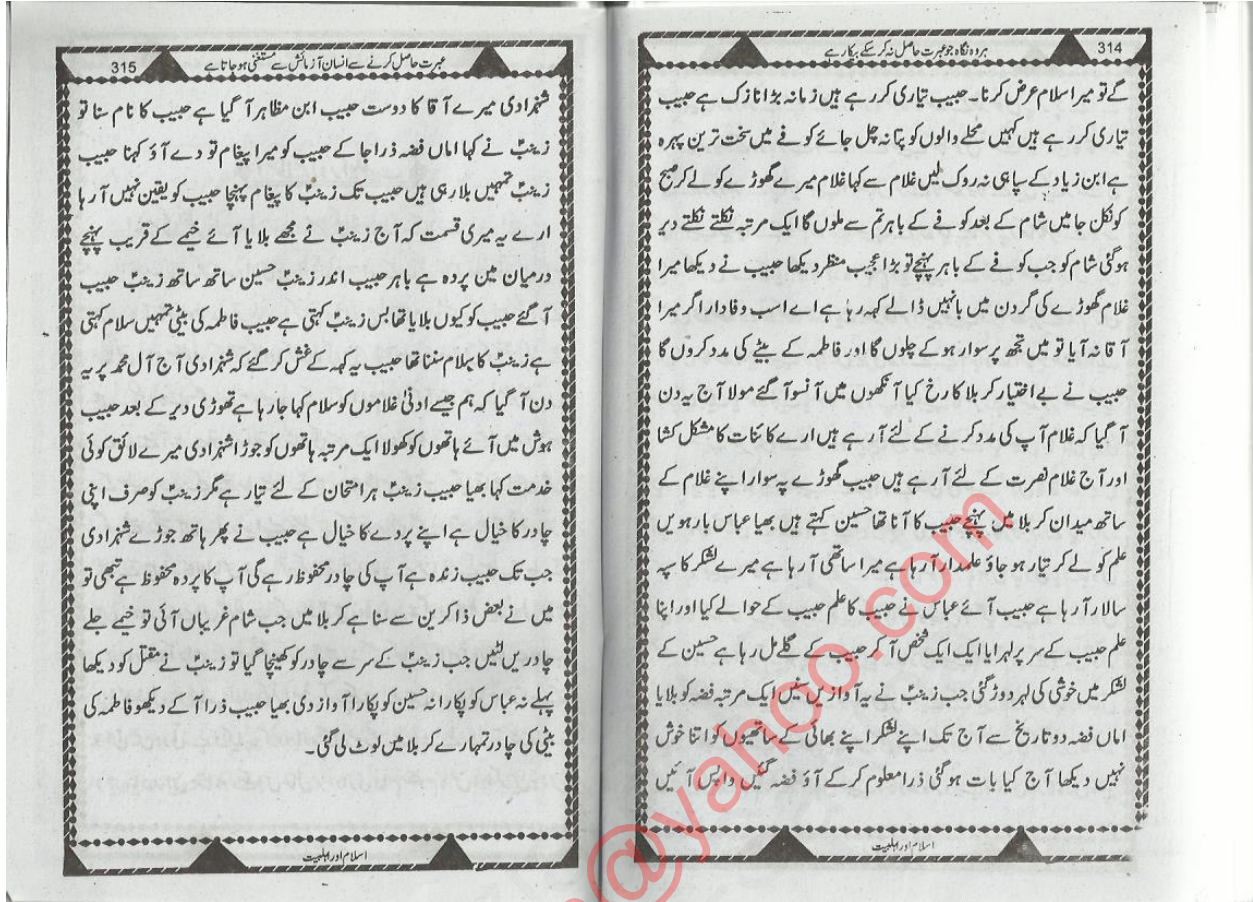 314
ہر وہ نگاہ جو عبرت حاصل نہ کر سکے بیکار ہے
گے تو میرا سلام عرض کرنا۔ حبیب تیاری کر رہے ہیں زمانہ بڑا نازک ہے حبیب
تیاری کر رہے ہیں کہیں محلے والوں کو پتا نہ چل جائے کوفے میں سخت ترین پہرہ
ہے ابن زیاد کے سپاہی نہ روک لیں غلام سے کہا غلام میرے گھوڑے کو لے کر صبح
کو نکل جا میں شام کے بعد کوفے کے باہر تم سے ملوں گا ایک مرتبہ نکلتے نکلتے دیر
ہو گئی شام کو جب کوفے کے باہر پہنچے تو بڑا عجیب منظر دیکھا حبیب نے دیکھا میرا
غلام گھوڑے کی گردن میں بانہیں ڈالے کہہ رہا ہے اے اسب وفادار اگر میرا
آقا نہ آیا تو میں تجھ پر سوار ہو کے چلوں گا اور فاطمہ کے بیٹے کی مدد کروں گا
حبیب نے بے اختیار کربلا کا رخ کیا آنکھوں میں آنسو آ گئے مولا آج یہ دن
آ گیا کہ غلام آپ کی مدد کرنے کے لئے آ رہے ہیں ارے کائنات کا مشکل کشا
اور آج غلام نصرت کے لئے آ رہے ہیں حبیب گھوڑے پہ سوار اپنے غلام کے
ساتھ میدان کربلا میں پہنچے حبیب کا آنا تھا حسین کہتے ہیں بھیا عباس بارہویں
علم کو لے کر تیار ہو جاؤ علمدار آ رہا ہے میرا ساتھی آ رہا ہے میرے لشکر کا سپہ
سالار آ رہا ہے حبیب آئے عباس نے حبیب کا علم حبیب کے حوالے کیا اور اپنا
علم حبیب کے سر پر لہرایا ایک ایک شخص آ کر حبیب کے گلے مل رہا ہے حسین کے
لشکر میں خوشی کی لہر دوڑ گئی جب زینبؑ نے یہ آوازیں سنیں ایک مرتبہ فضہ کو بلایا
اماں فضہ دو تاریخ سے آج تک اپنے لشکر اپنے بھائی کے ساتھیوں کو اتنا خوش
نہیں دیکھا آج کیا بات ہو گئی ذرا معلوم کر کے آؤ فضہ گئیں واپس آئیں
اسلام اور اہلبیت
315
عبرت حاصل کرنے سے انسان آزمائش سے مستغنی ہو جاتا ہے
شہزادی میرے آقا کا دوست حبیب ابن مظاہر آ گیا ہے حبیب کا نام سنا تو
زینبؑ نے کہا اماں فضہ ذرا جا کے حبیب کو میرا پیغام تو دے آؤ کہنا حبیب
زینبؑ تمہیں بلا رہی ہیں حبیب تک زینبؑ کا پیغام پہنچا حبیب کو یقین نہیں آ رہا
ارے یہ میری قسمت کہ آج زینبؑ نے مجھے بلایا آئے خیمے کے قریب پہنچے
درمیان مین پردہ ہے باہر حبیب اندر زینبؑ حسین ساتھ ساتھ زینبؑ حبیب
آ گئے حبیب کو کیوں بلایا تھا بس زینبؑ کہتی ہے حبیب فاطمہ کی بیٹی تمہیں سلام کہتی
ہے زینبؑ کا سلام سننا تھا حبیب یہ کہہ کے غش کر گئے کہ شہزادی آج آل محمد پر یہ
دن آ گیا کہ ہم جیسے ادنیٰ غلاموں کو سلام کہا جا رہا ہے تھوڑی دیر کے بعد حبیب
ہوش میں آئے ہاتھوں کو کھولا ایک مرتبہ ہاتھوں کو جوڑا شہزادی میرے لائق کوئی
خدمت کہا بھیا حبیب زینبؑ ہر امتحان کے لئے تیار ہے مگر زینبؑ کو صرف اپنی
چادر کا خیال ہے اپنے پردے کا خیال ہے حبیب نے پھر ہاتھ جوڑے شہزادی
جب تک حبیب زندہ ہے آپ کی چادر محفوظ رہے گی آپ کا پردہ محفوظ ہے تبھی تو
میں نے بعض ذاکرین سے سنا ہے کربلا میں جب شام غریباں آئی تو خیمے جلے
چادریں لٹیں جب زینبؑ کے سر سے چادر کو کھینچا گیا تو زینبؑ نے مقتل کو دیکھا
پہلے نہ عباس کو پکارا نہ حسین کو پکارا آواز دی بھیا حبیب ذرا آ کے دیکھو فاطمہ کی
بیٹی کی چادر تمہارے کربلا میں لوٹ لی گئی۔
اسلام اور اہلبیت
@yahoo.com